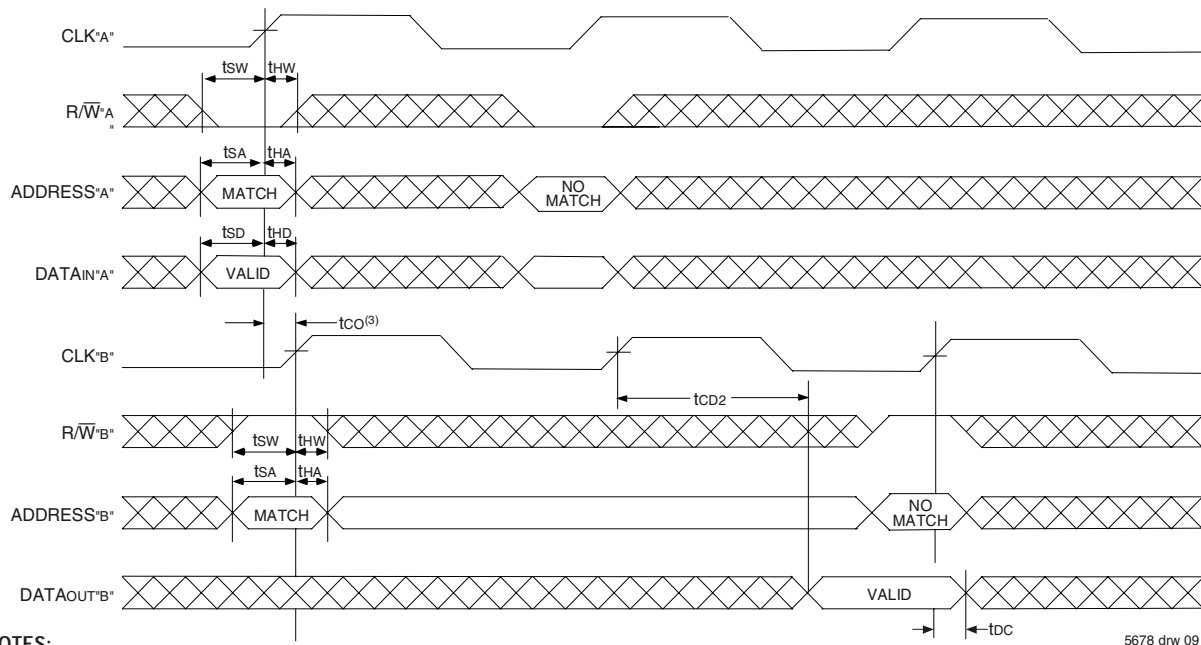 CLK"A"
tSW tHW
R/W"A
"
tSA tHA
ADDRESS"A" MATCH NO
MATCH
tSD tHD
DATAIN"A" VALID
tCO(3)
CLK"B"
tCD2
R/W"B"
tSW tHW
tSA tHA
ADDRESS"B" MATCH NO
MATCH
DATAOUT"B" VALID
tDC
OTES:
5678 drw 09